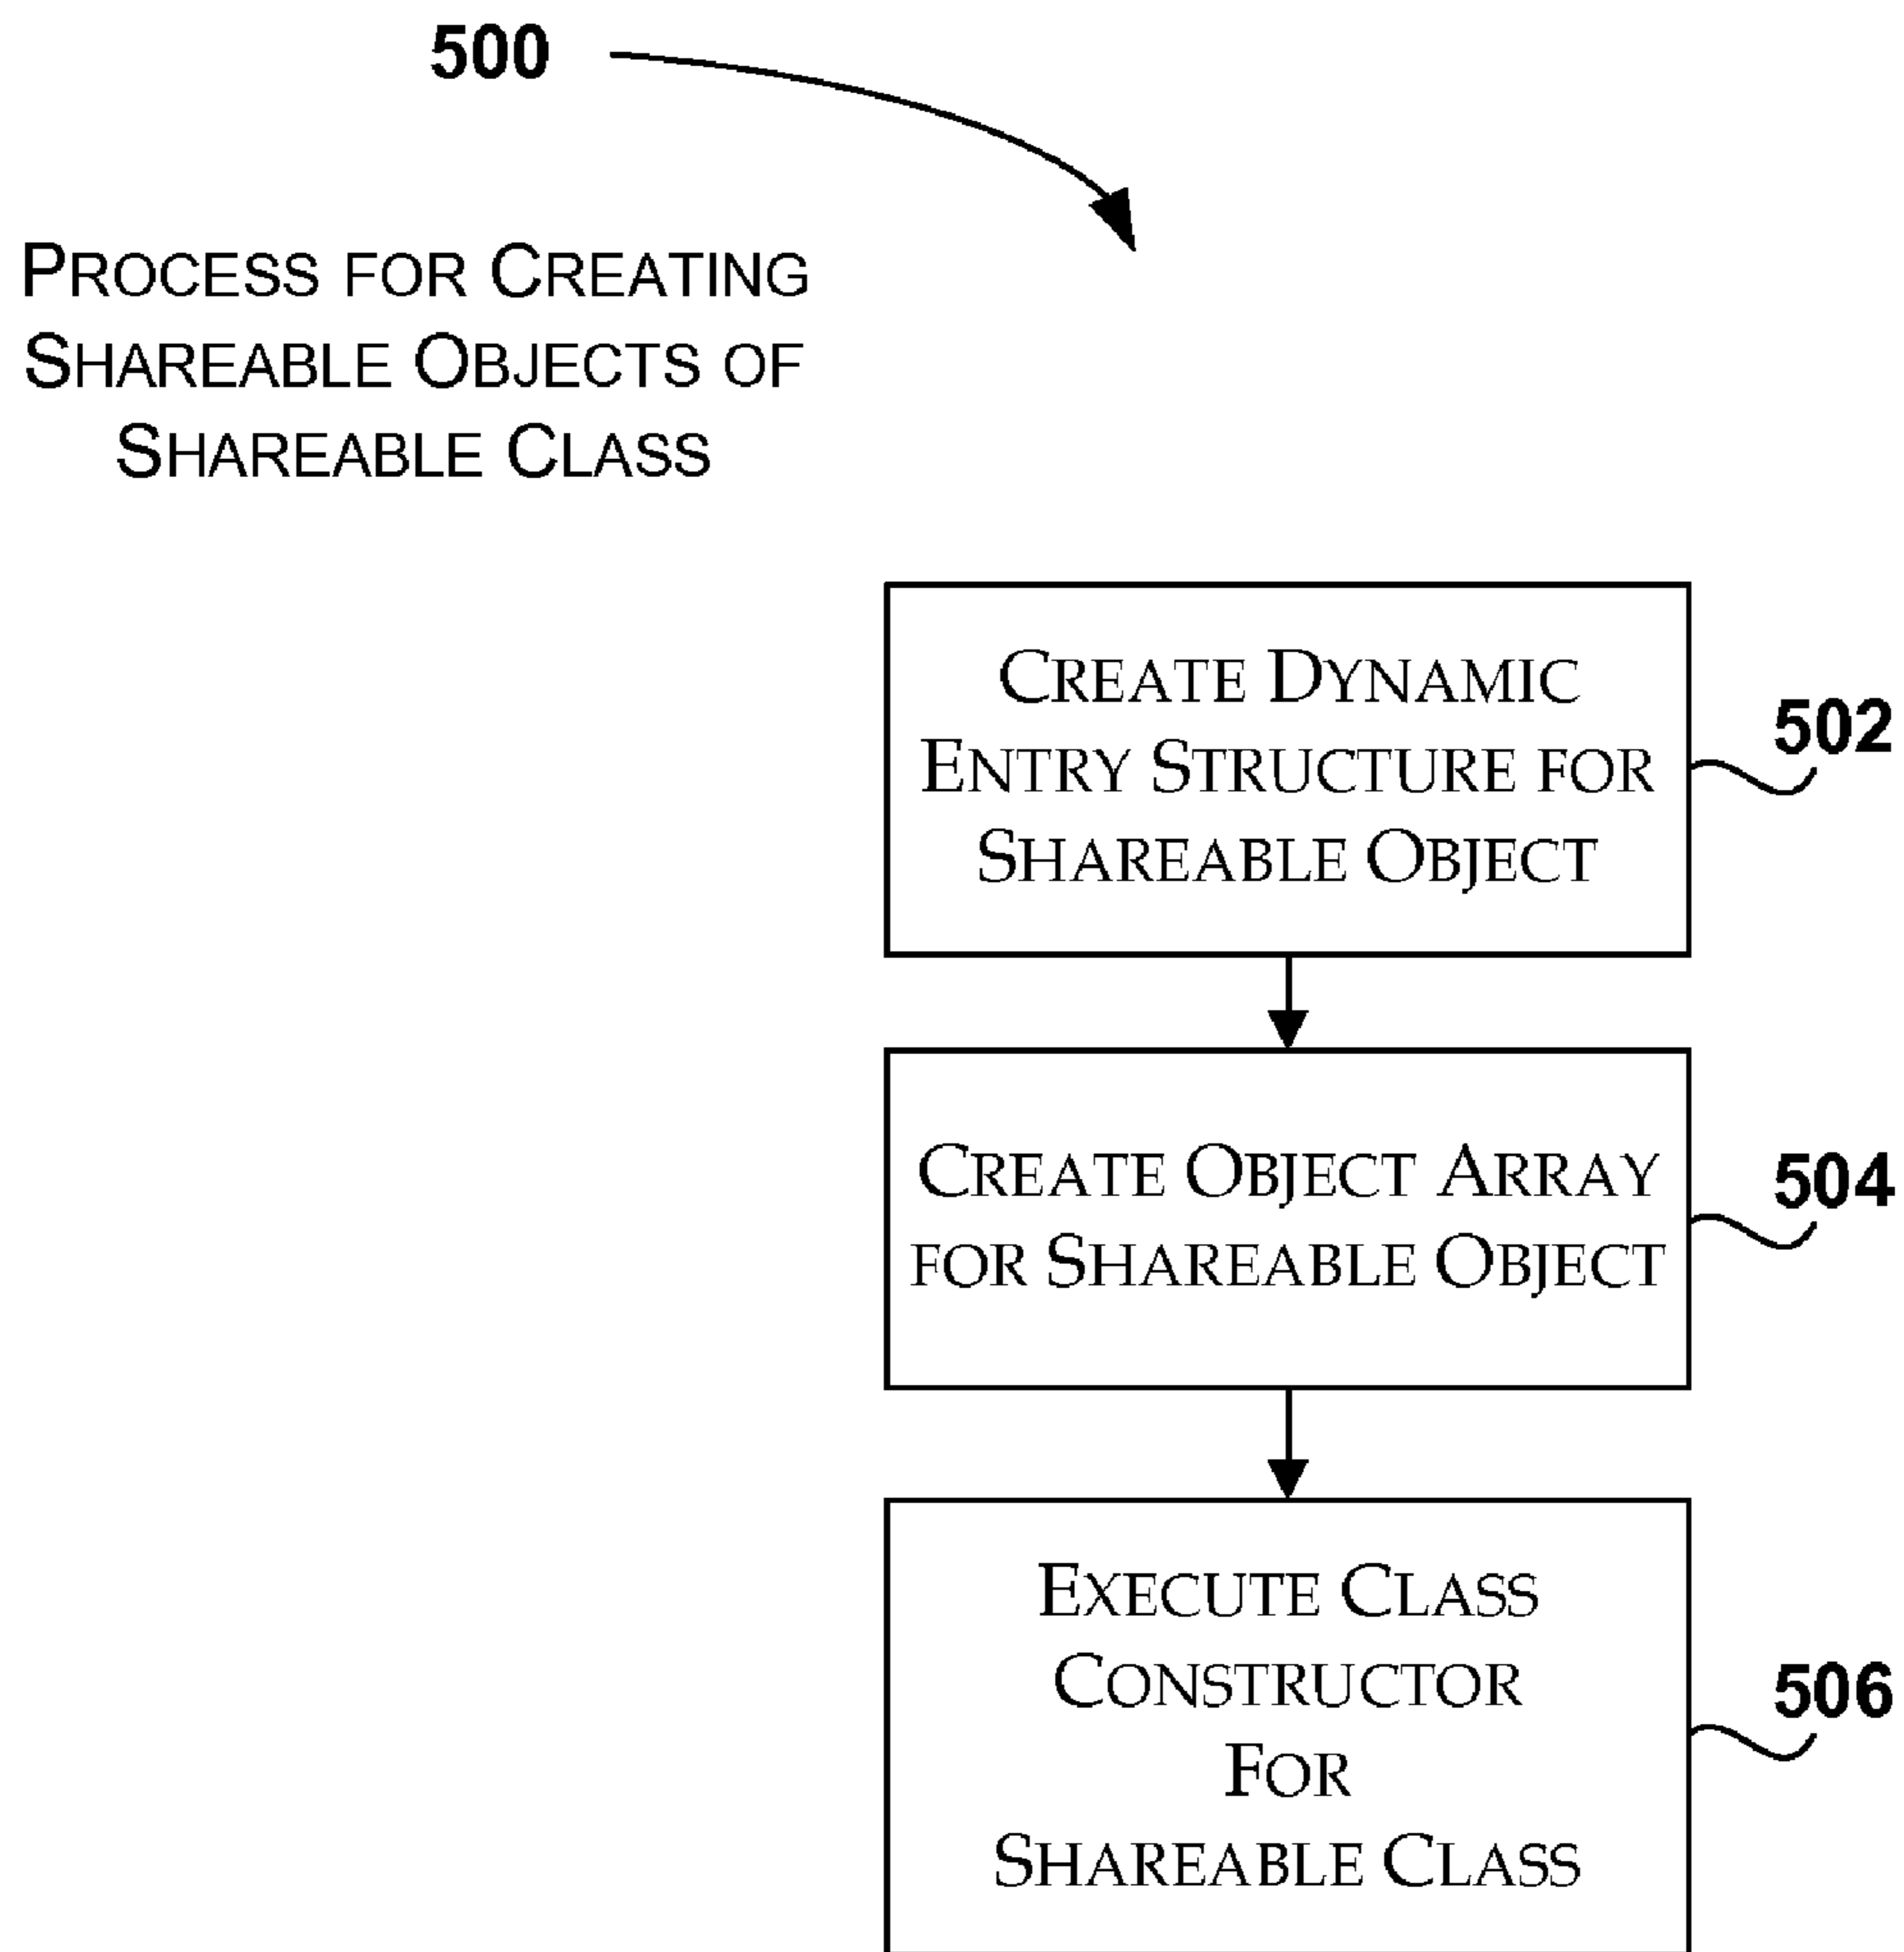 500
PROCESS FOR CREATING
SHAREABLE OBJECTS OF
SHAREABLE CLASS
CREATE DYNAMIC
ENTRY STRUCTURE FOR
SHAREABLE OBJECT
502
CREATE OBJECT ARRAY
FOR SHAREABLE OBJECT
504
EXECUTE CLASS
CONSTRUCTOR
FOR
SHAREABLE CLASS
506